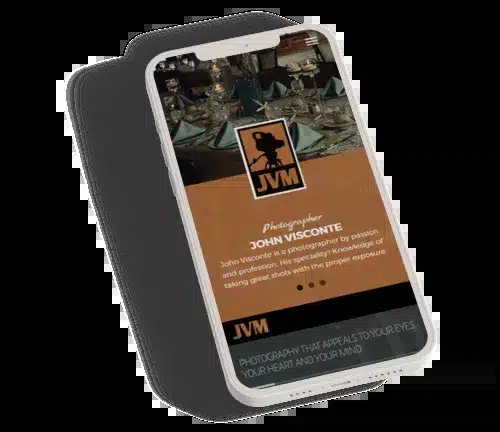 JVM
Photographer
JOHN VISCONTE
John Visconte is a photographer by passion
and profession. His speciality? Knowledge of
taking great shots with the proper exposure
JVM
PHOTOGRAPHY THAT APPEALS TO YOUR EYES,
YOUR HEART AND YOUR MIND